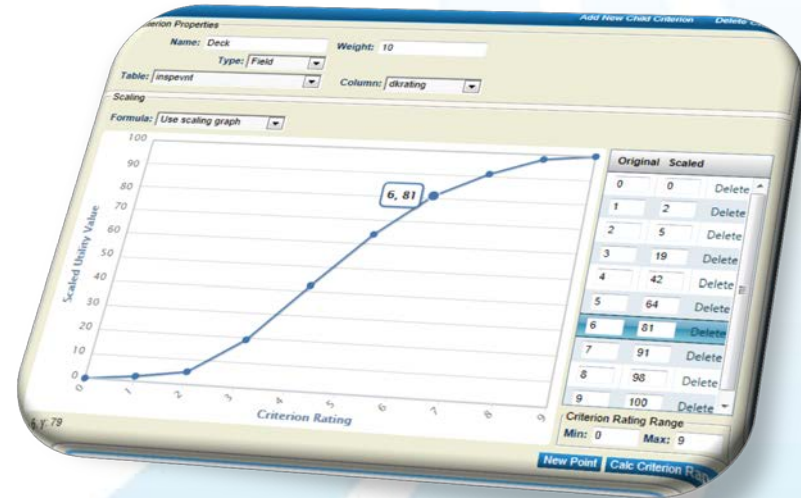 Add New Child Criterion Delete
Criterion Properties
Name: Deck Weight: 10
Type: Field
Table: inspevnt Column: dkrating
Scaling
Formula: Use scaling graph
100
90
80
70
60
50
40
30
20
10
0
Scaled Utility Value
6, 81
0 1 2 3 4 5 6 7 8 9
Criterion Rating
Original Scaled
0 0 Delete
1 2 Delete
2 5 Delete
3 19 Delete
4 42 Delete
5 64 Delete
6 81 Delete
7 91 Delete
8 98 Delete
9 100 Delete
Criterion Rating Range
Min: 0 Max: 9
6, Y: 79
New Point Calc Criterion Ran